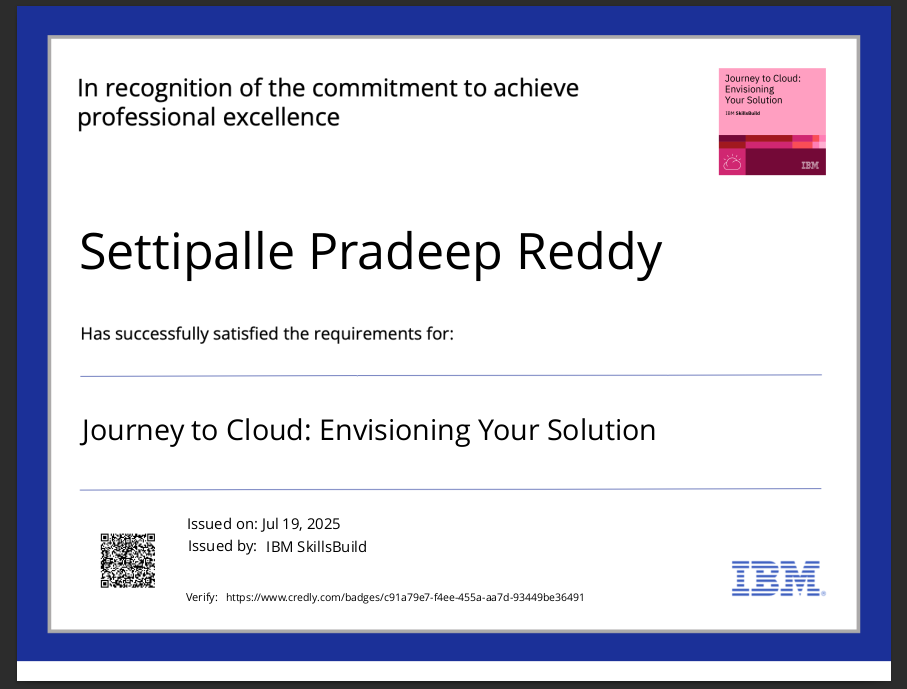 In recognition of the commitment to achieve
professional excellence
Journey to Cloud:
Envisioning
Your Solution
IBM SkillsBuild
IBM
Settipalle Pradeep Reddy
Has successfully satisfied the requirements for:
Journey to Cloud: Envisioning Your Solution
Issued on: Jul 19, 2025
Issued by: IBM SkillsBuild
Verify: https://www.credly.com/badges/c91a79e7-f4ee-455a-aa7d-93449be36491
IBM®